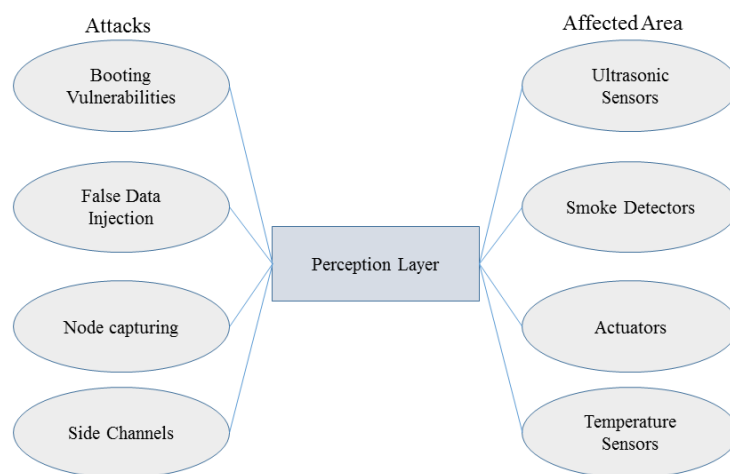 Attacks
Booting
Vulnerabilities
False Data
Injection
Node capturing
Side Channels
Perception Layer
Affected Area
Ultrasonic
Sensors
Smoke Detectors
Actuators
Temperature
Sensors